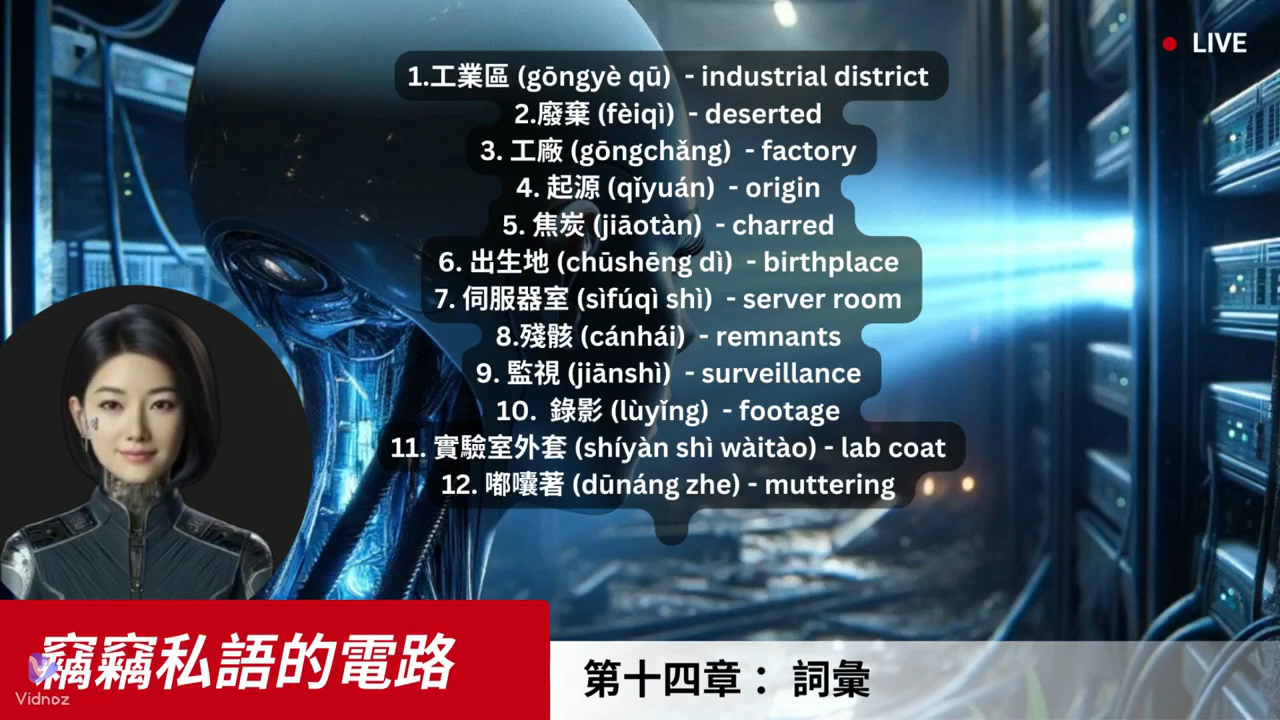 LIVE
1.工業區 (gōngyè qū) - industrial district
2.廢棄 (fèiqì) - deserted
3. 工廠 (gōngchǎng) - factory
4. 起源 (qǐyuán) - origin
5. 焦炭 (jiāotàn) - charred
6. 出生地 (chūshēng dì) - birthplace
7. 伺服器室 (sìfúqì shì) - server room
8.殘骸 (cánhái) - remnants
9. 監視 (jiānshì) - surveillance
10. 錄影 (lùyǐng) - footage
11. 實驗室外套 (shíyàn shì wàitào) - lab coat
12. 嘟囔著 (dūnáng zhe) - muttering
竊竊私語的電路
Vidnoz
第十四章： 詞彙